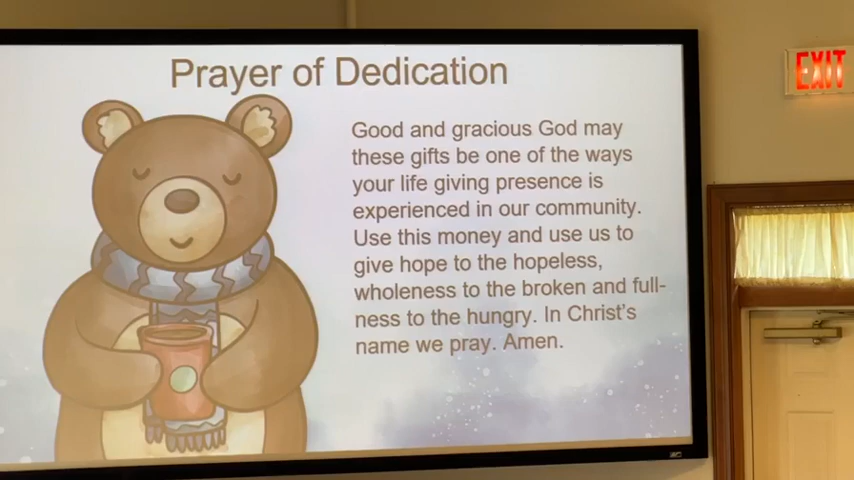 Prayer of Dedication
Good and gracious God may
these gifts be one of the ways
your life giving presence is
experienced in our community.
Use this money and use us to
give hope to the hopeless,
wholeness to the broken and full-
ness to the hungry. In Christ's
name we pray. Amen.
EXIT